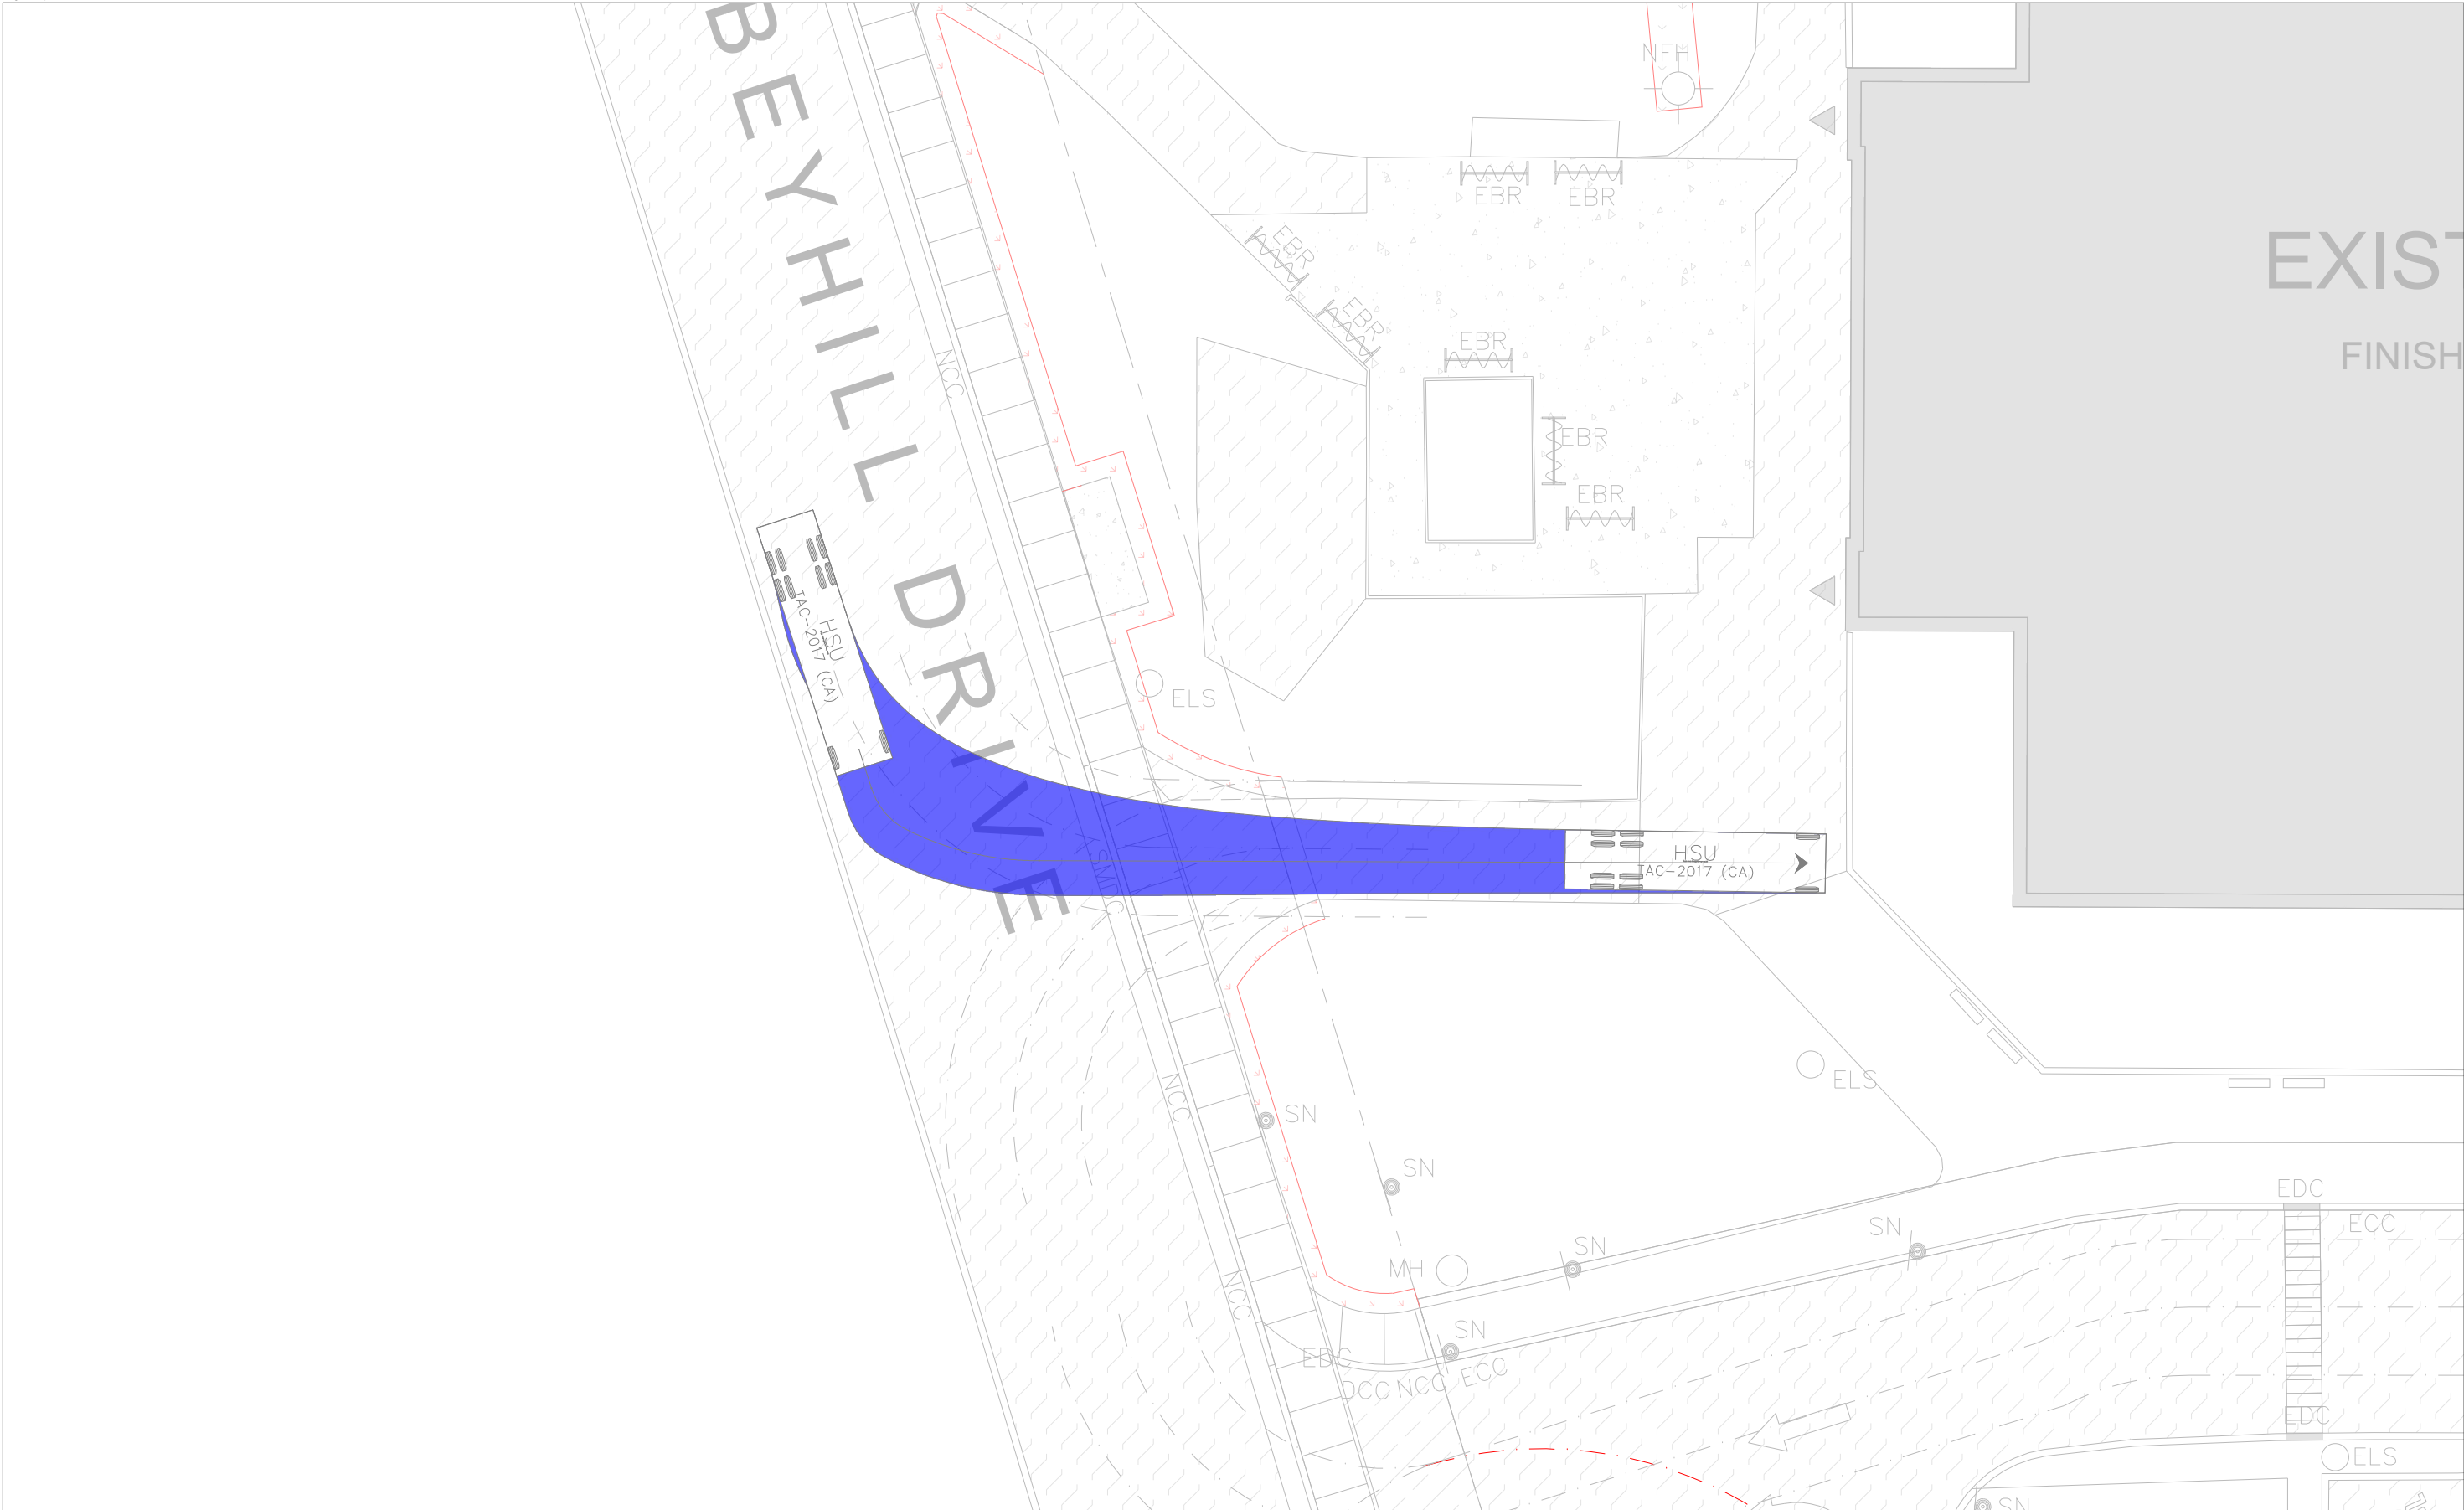 BEYHILL DRIVE
NFH
EBR
EBR
EBR
EBR
EBR
EBR
EBR
EXIST
FINISH
NCC
HSU
TAC-2017 (CA)
ELS
HSU
TAC-2017 (CA)
SMDC
NCC
ELS
SN
SN
EDC
ECC
SN
SN
MH
NCC
SN
EDC
DCC NCC ECC
EDC
ELS
SN